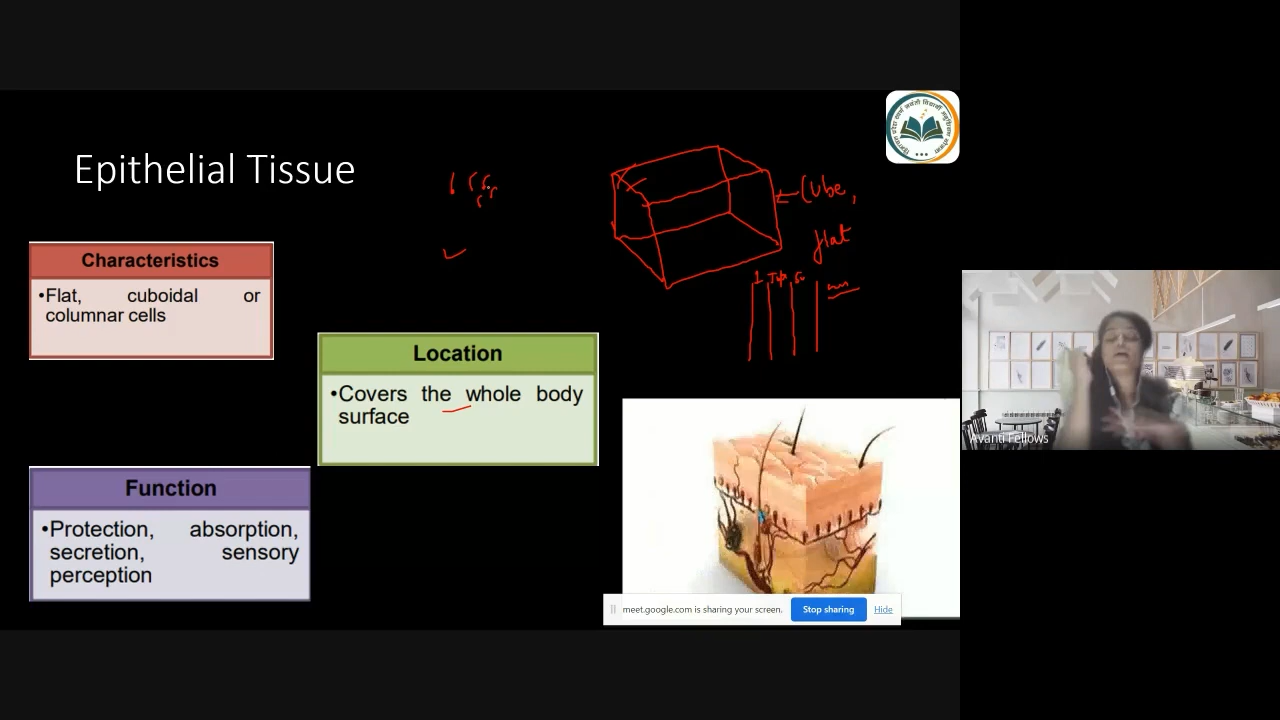 Epithelial Tissue
Cube,
flat
Characteristics
•Flat, cuboidal or
columnar cells
Location
•Covers the whole body
surface
Function
•Protection, absorption,
secretion, sensory
perception
meet.google.com is sharing your screen.
Stop sharing
Hide
Avanti Fellows